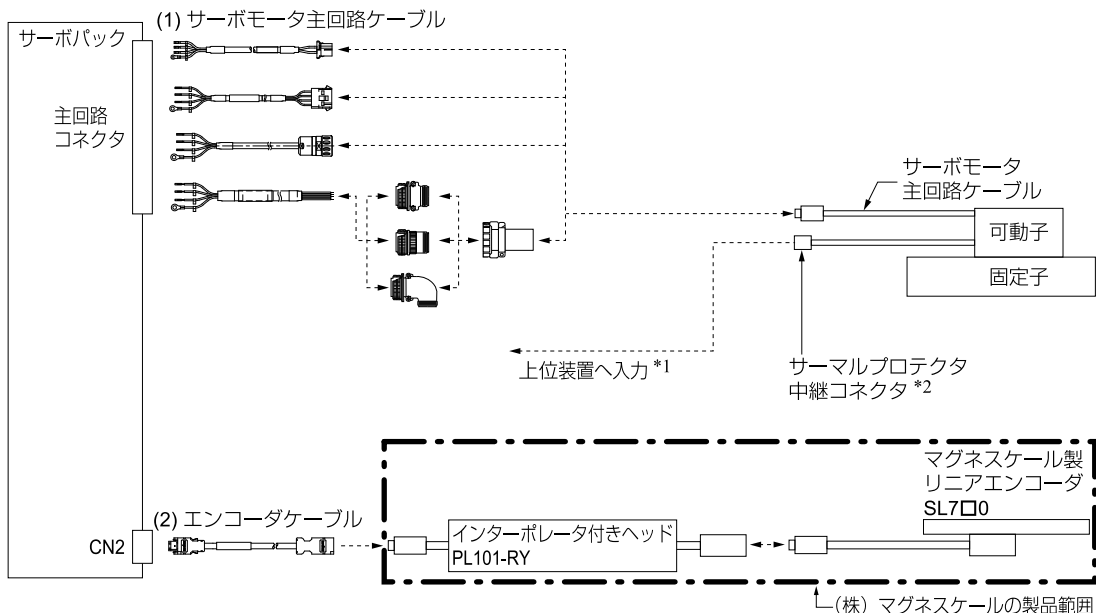 (1) サーボモータ主回路ケーブル
サーボパック
主回路
コネクタ
サーボモータ
主回路ケーブル
可動子
固定子
上位装置へ入力 *1
サーマルプロテクタ
中継コネクタ *2
マグネスケール製
リニアエンコーダ
SL7□0
(2) エンコーダケーブル
CN2
インターポレータ付きヘッド
PL101-RY
(株) マグネスケールの製品範囲